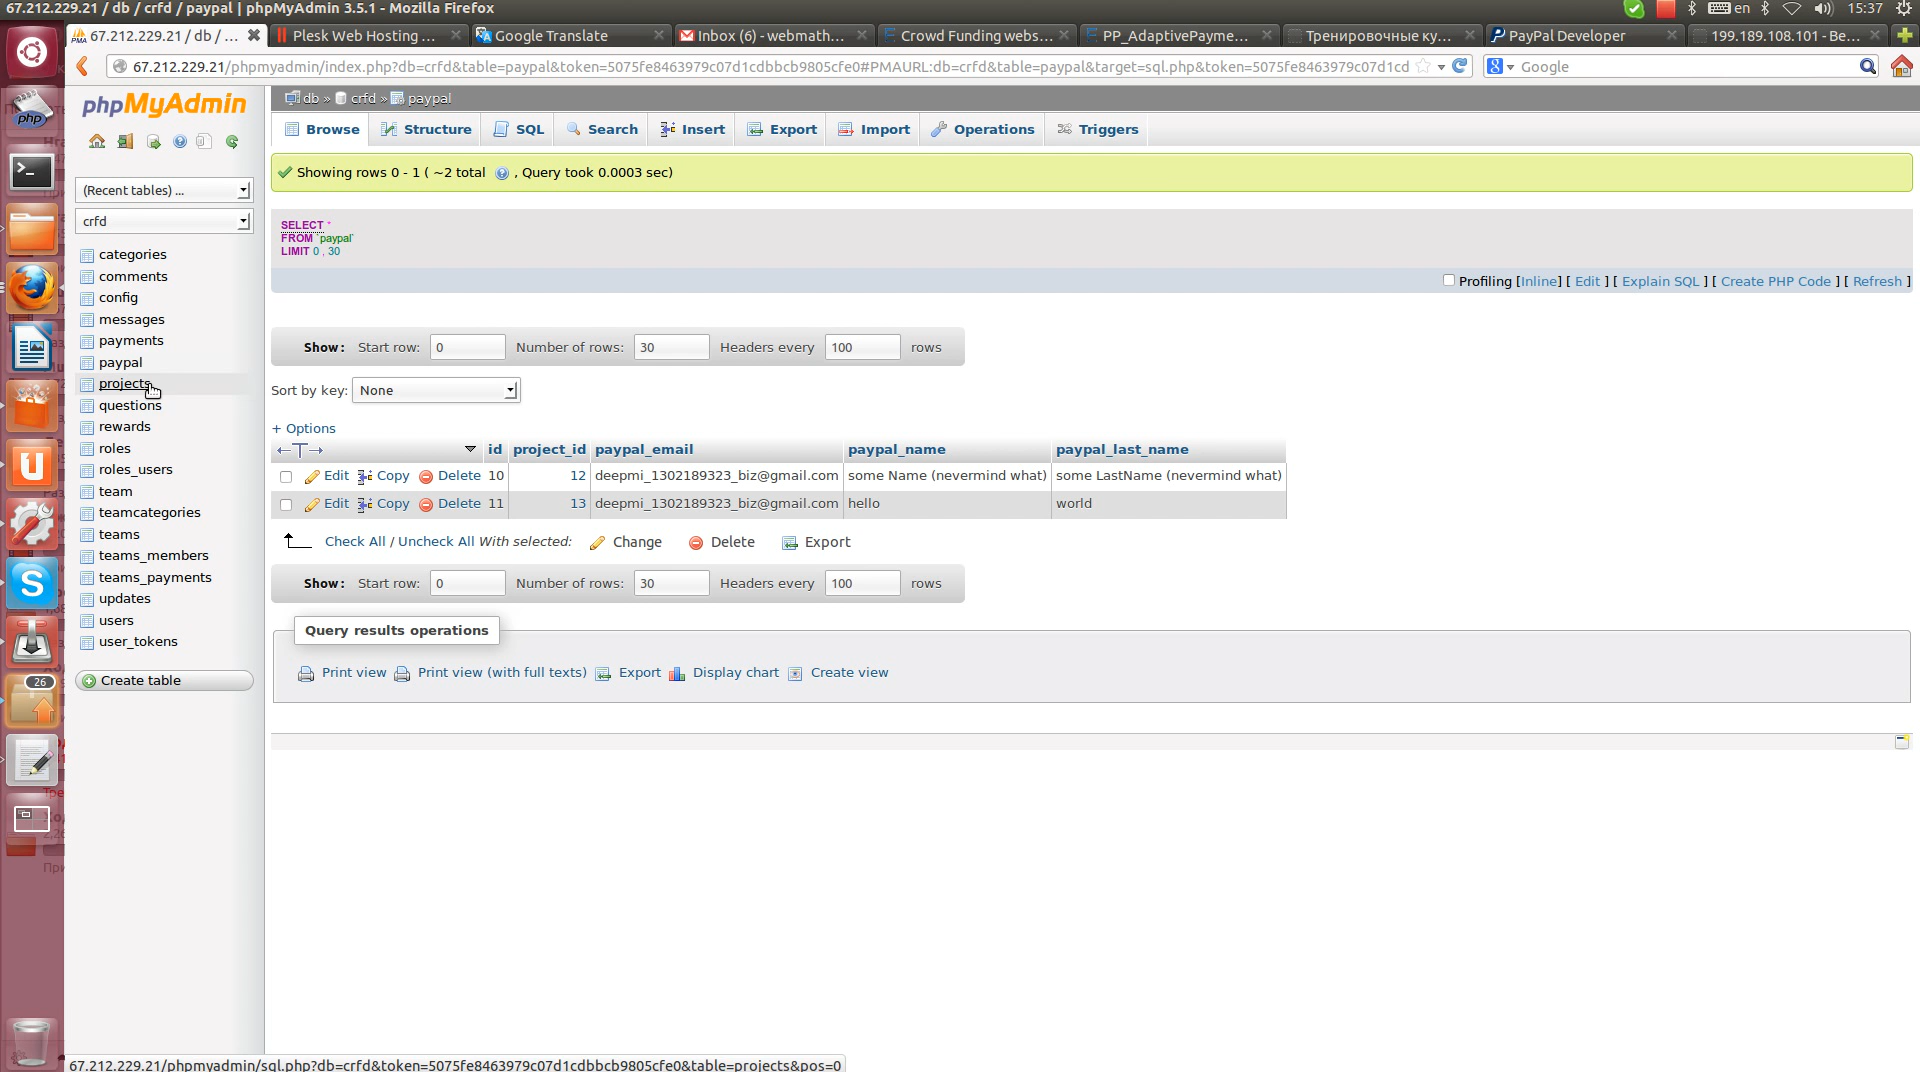 67.212.229.21 / db / crfd / paypal | phpMyAdmin 3.5.1 - Mozilla Firefox
en
15:37
67.212.229.21 / db / ...
Plesk Web Hosting ...
Google Translate
Inbox (6) - webmath...
Crowd Funding webs...
PP_AdaptivePayme...
Тренировочные ку...
PayPal Developer
199.189.108.101 - Be...
67.212.229.21/phpmyadmin/index.php?db=crfd&table=paypal&token=5075fe8463979c07d1cdbbcb9805cfe0#PMAURL:db=crfd&table=paypal&target=sql.php&token=5075fe8463979c07d1cd
Google
phpMyAdmin
(Recent tables) ...
crfd
categories
comments
config
messages
payments
paypal
projects
questions
rewards
roles
roles_users
team
teamcategories
teams
teams_members
teams_payments
updates
users
user_tokens
Create table
db » crfd » paypal
Browse Structure SQL Search Insert Export Import Operations Triggers
Showing rows 0 - 1 ( ~2 total , Query took 0.0003 sec)
SELECT *
FROM `paypal`
LIMIT 0 , 30
Profiling [Inline] [ Edit ] [ Explain SQL ] [ Create PHP Code ] [ Refresh ]
Show: Start row: 0 Number of rows: 30 Headers every 100 rows
Sort by key: None
+ Options
id project_id paypal_email paypal_name paypal_last_name
Edit Copy Delete 10 12 deepmi_1302189323_biz@gmail.com some Name (nevermind what) some LastName (nevermind what)
Edit Copy Delete 11 13 deepmi_1302189323_biz@gmail.com hello world
Check All / Uncheck All With selected: Change Delete Export
Show: Start row: 0 Number of rows: 30 Headers every 100 rows
Query results operations
Print view Print view (with full texts) Export Display chart Create view
php
26
67.212.229.21/phpmyadmin/sql.php?db=crfd&token=5075fe8463979c07d1cdbbcb9805cfe0&table=projects&pos=0